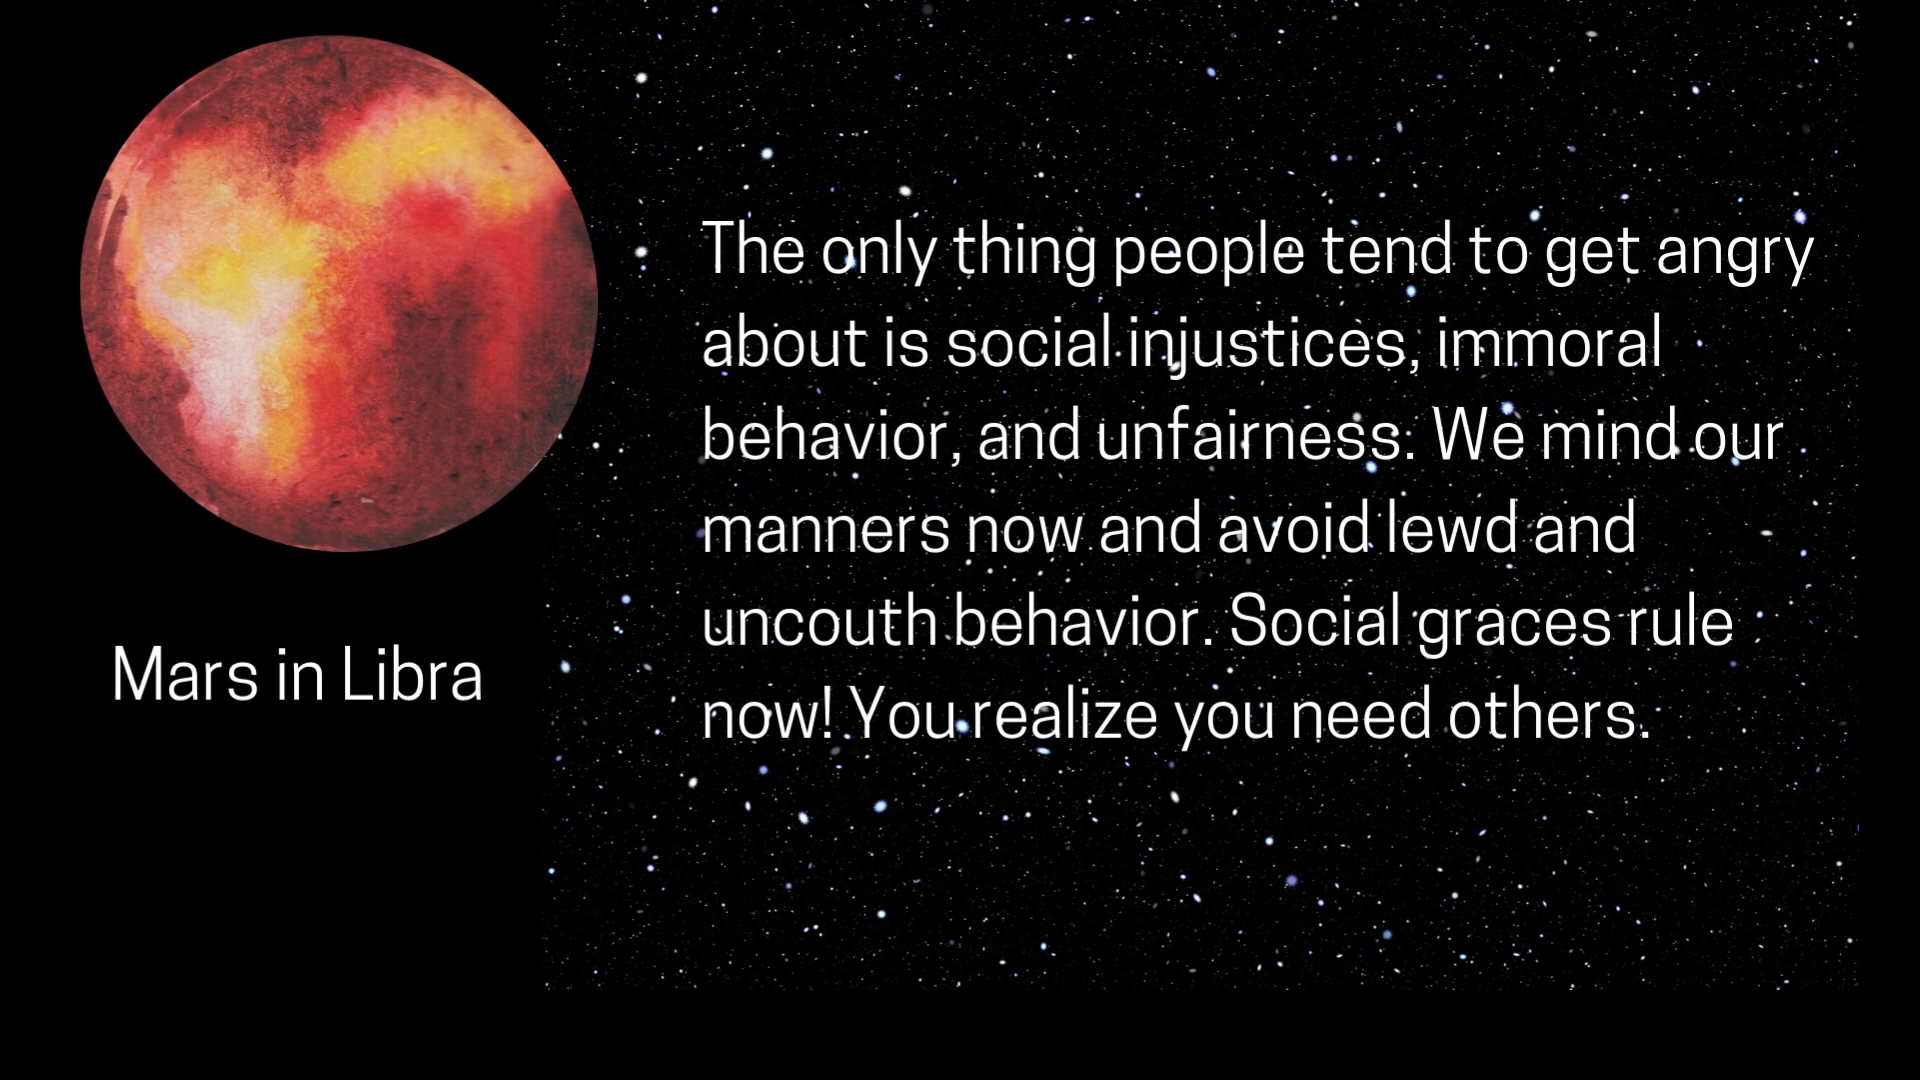 Mars in Libra
The only thing people tend to get angry
about is social injustices, immoral
behavior, and unfairness. We mind our
manners now and avoid lewd and
uncouth behavior. Social graces rule
now! You realize you need others.